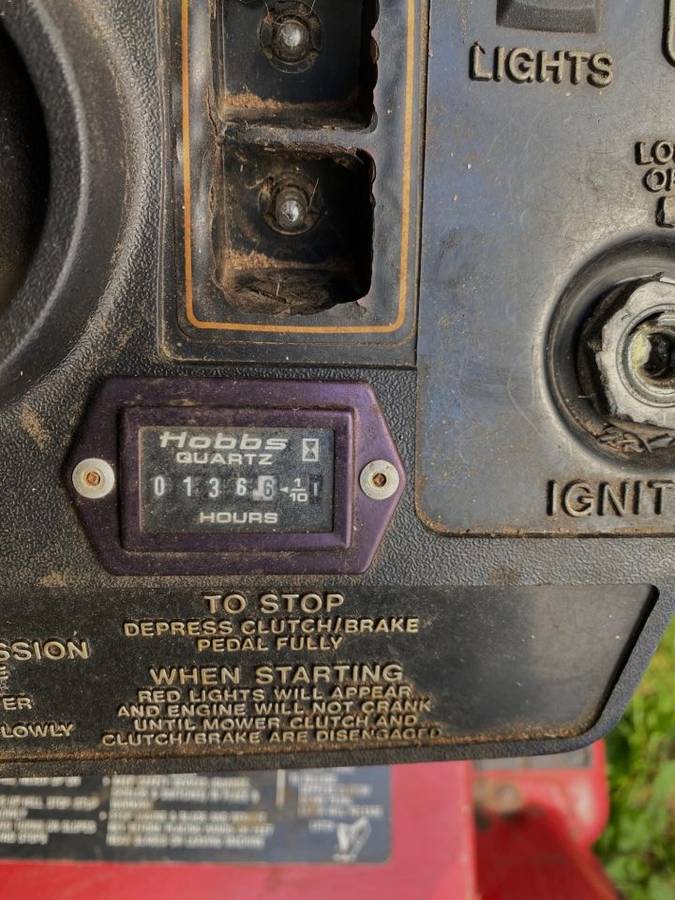 LIGHTS
LO
Hobbs
QUARTZ
0 1 3 6 6 1/10
HOURS
IGNIT
TO STOP
DEPRESS CLUTCH/BRAKE
PEDAL FULLY
SSION
ER
LOWLY
WHEN STARTING
RED LIGHTS WILL APPEAR
AND ENGINE WILL NOT CRANK
UNTIL MOWER CLUTCH AND
CLUTCH/BRAKE ARE DISENGAGED